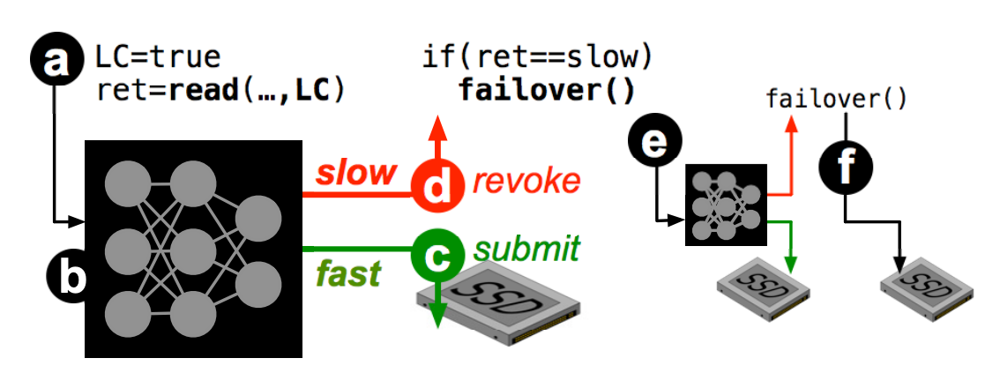 a
LC=true
ret=read(…,LC)
if(ret==slow)
failover()
b
slow
d
revoke
fast
c
submit
SSD
e
failover()
f
SSD
SSD